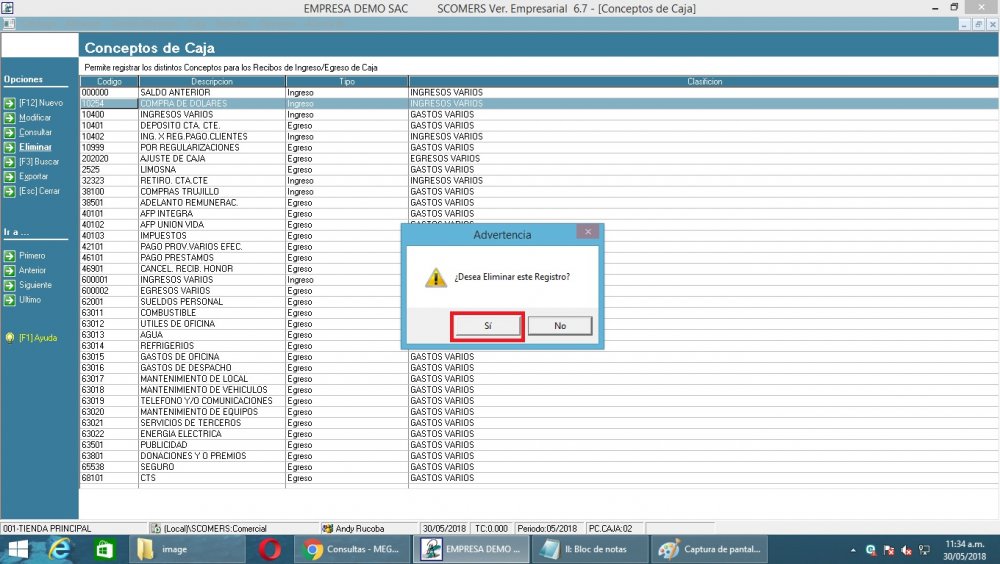 EMPRESA DEMO SAC SCOMERS Ver. Empresarial 6.7 - [Conceptos de Caja]
Conceptos de Caja
Permite registrar los distintos Conceptos para los Recibos de Ingreso/Egreso de Caja
Opciones
[F12] Nuevo
Modificar
Consultar
Eliminar
[F3] Buscar
Exportar
[Esc] Cerrar
Ir a ...
Primero
Anterior
Siguiente
Ultimo
[F1] Ayuda
Codigo Descripcion Tipo Clasificion
000000 SALDO ANTERIOR Ingreso INGRESOS VARIOS
10254 COMPRA DE DOLARES Ingreso INGRESOS VARIOS
10400 INGRESOS VARIOS Ingreso GASTOS VARIOS
10401 DEPOSITO CTA. CTE. Egreso GASTOS VARIOS
10402 ING. X REG.PAGO.CLIENTES Ingreso INGRESOS VARIOS
10999 POR REGULARIZACIONES Egreso GASTOS VARIOS
202020 AJUSTE DE CAJA Egreso EGRESOS VARIOS
2525 LIMOSNA Egreso GASTOS VARIOS
32323 RETIRO. CTA.CTE Ingreso INGRESOS VARIOS
38100 COMPRAS TRUJILLO Egreso GASTOS VARIOS
38501 ADELANTO REMUNERAC. Egreso GASTOS VARIOS
40101 AFP INTEGRA Egreso GASTOS VARIOS
40102 AFP UNION VIDA Egreso GASTOS VARIOS
40103 IMPUESTOS Egreso
42101 PAGO PROV.VARIOS EFEC. Egreso
46101 PAGO PRESTAMOS Egreso
46901 CANCEL. RECIB. HONOR Egreso
600001 INGRESOS VARIOS Ingreso
600002 EGRESOS VARIOS Egreso
62001 SUELDOS PERSONAL Egreso
63011 COMBUSTIBLE Egreso
63012 UTILES DE OFICINA Egreso
63013 AGUA Egreso
63014 REFRIGERIOS Egreso
63015 GASTOS DE OFICINA Egreso GASTOS VARIOS
63016 GASTOS DE DESPACHO Egreso GASTOS VARIOS
63017 MANTENIMIENTO DE LOCAL Egreso GASTOS VARIOS
63018 MANTENIMIENTO DE VEHICULOS Egreso GASTOS VARIOS
63019 TELEFONO Y/O COMUNICACIONES Egreso GASTOS VARIOS
63020 MANTENIMIENTO DE EQUIPOS Egreso GASTOS VARIOS
63021 SERVICIOS DE TERCEROS Egreso GASTOS VARIOS
63022 ENERGIA ELECTRICA Egreso GASTOS VARIOS
63501 PUBLICIDAD Egreso GASTOS VARIOS
63801 DONACIONES Y O PREMIOS Egreso GASTOS VARIOS
65538 SEGURO Egreso GASTOS VARIOS
68101 CTS Egreso GASTOS VARIOS
Advertencia
¿Desea Eliminar este Registro?
Sí No
001-TIENDA PRINCIPAL (Local)\SCOMERS:Comercial Andy Rucoba 30/05/2018 TC:0.000 Periodo:05/2018 PC.CAJA:02
image Consultas - MEG... EMPRESA DEMO ... II: Bloc de notas Captura de pantal... 11:34 a.m.
30/05/2018